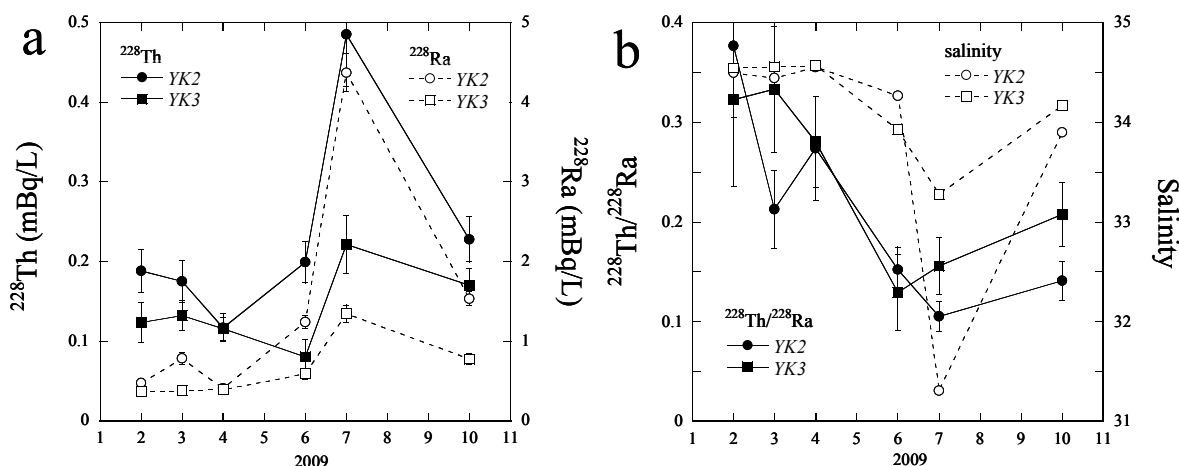 a
²²⁸Th
YK2
YK3
²²⁸Ra
YK2
YK3
²²⁸Th (mBq/L)
0.5
0.4
0.3
0.2
0.1
0
²²⁸Ra (mBq/L)
5
4
3
2
1
0
1 2 3 4 5 6 7 8 9 10 11
2009
b
salinity
YK2
YK3
²²⁸Th/²²⁸Ra
YK2
YK3
²²⁸Th/²²⁸Ra
0.4
0.3
0.2
0.1
0
Salinity
35
34
33
32
31
1 2 3 4 5 6 7 8 9 10 11
2009